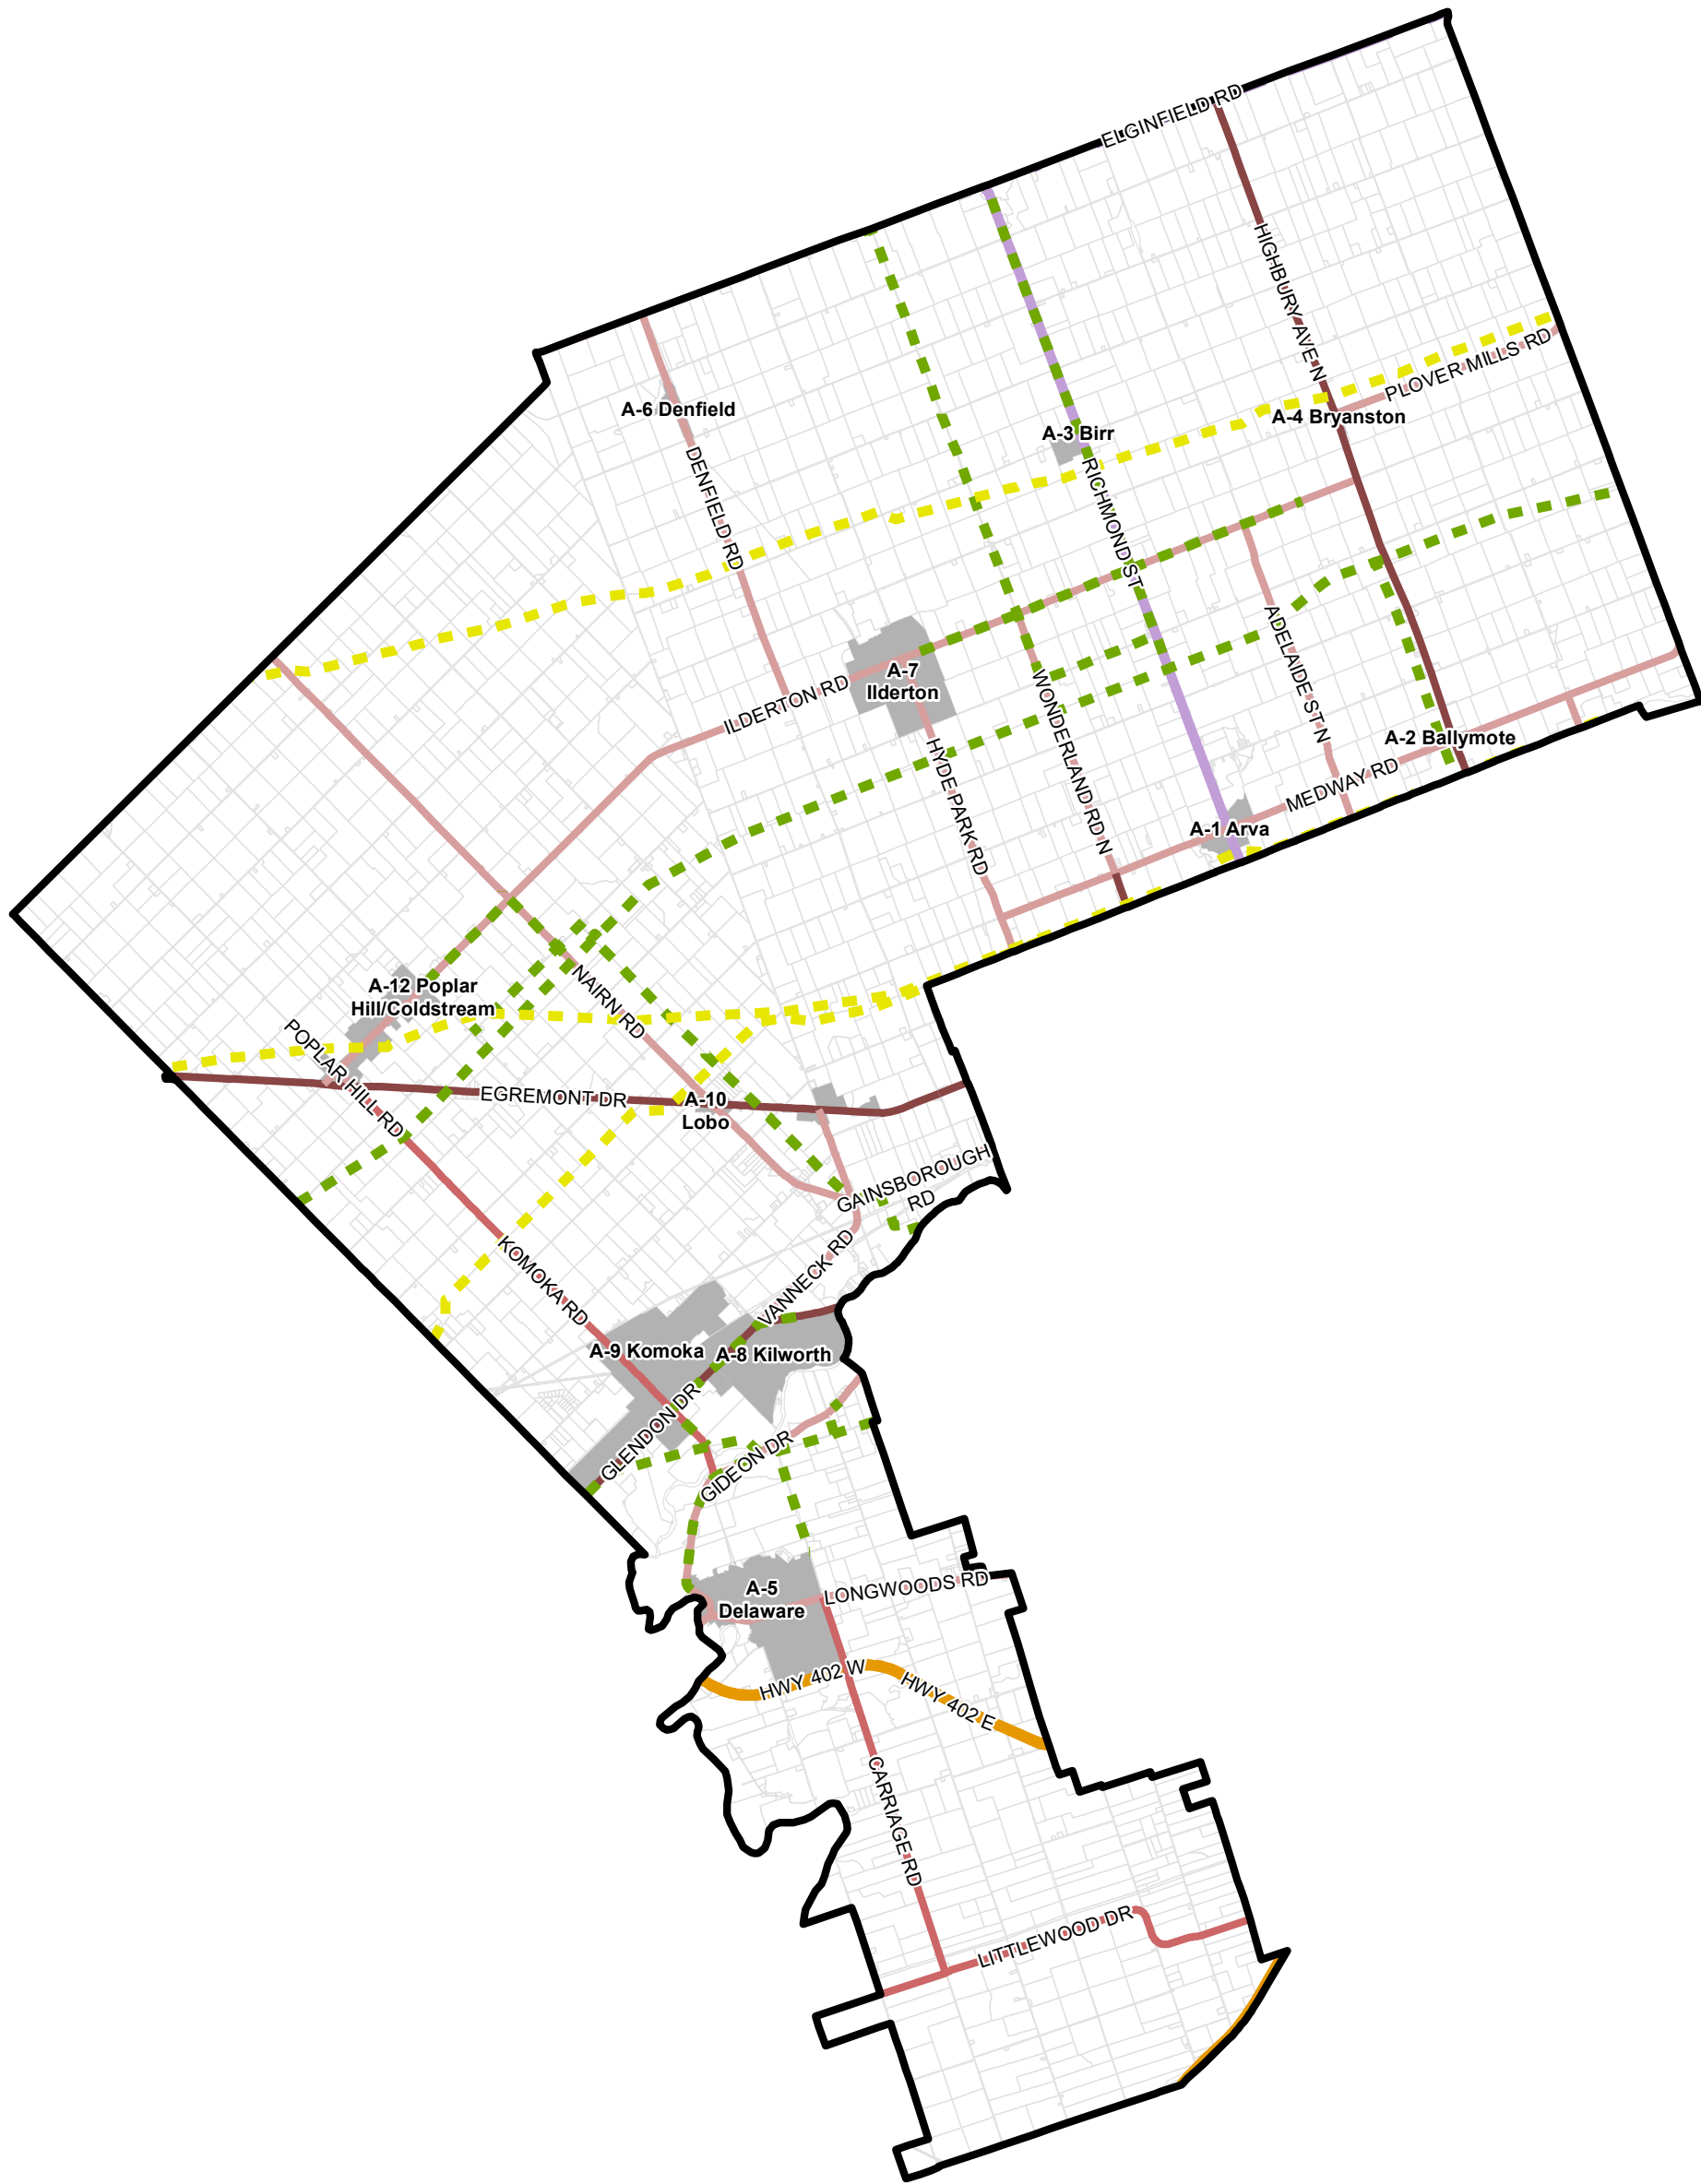 ELGINFIELD RD
HIGHBURY AVE N
PLOVER MILLS RD
A-6 Denfield
A-4 Bryanston
A-3 Birr
DENFIELD RD
RICHMOND ST
ADELAIDE ST N
A-7
Ilderton
ILDERTON RD
WONDERLAND RD N
HYDE PARK RD
A-2 Ballymote
MEDWAY RD
A-1 Arva
A-12 Poplar
Hill/Coldstream
NAIRN RD
POPLAR HILL RD
EGREMONT DR
A-10
Lobo
GAINSBOROUGH
RD
KOMOKA RD
VANNECK RD
A-9 Komoka
A-8 Kilworth
GLENDON DR
GIDEON DR
A-5
Delaware
LONGWOODS RD
HWY 402 W
HWY 402 E
CARRIAGE RD
LITTLEWOOD DR